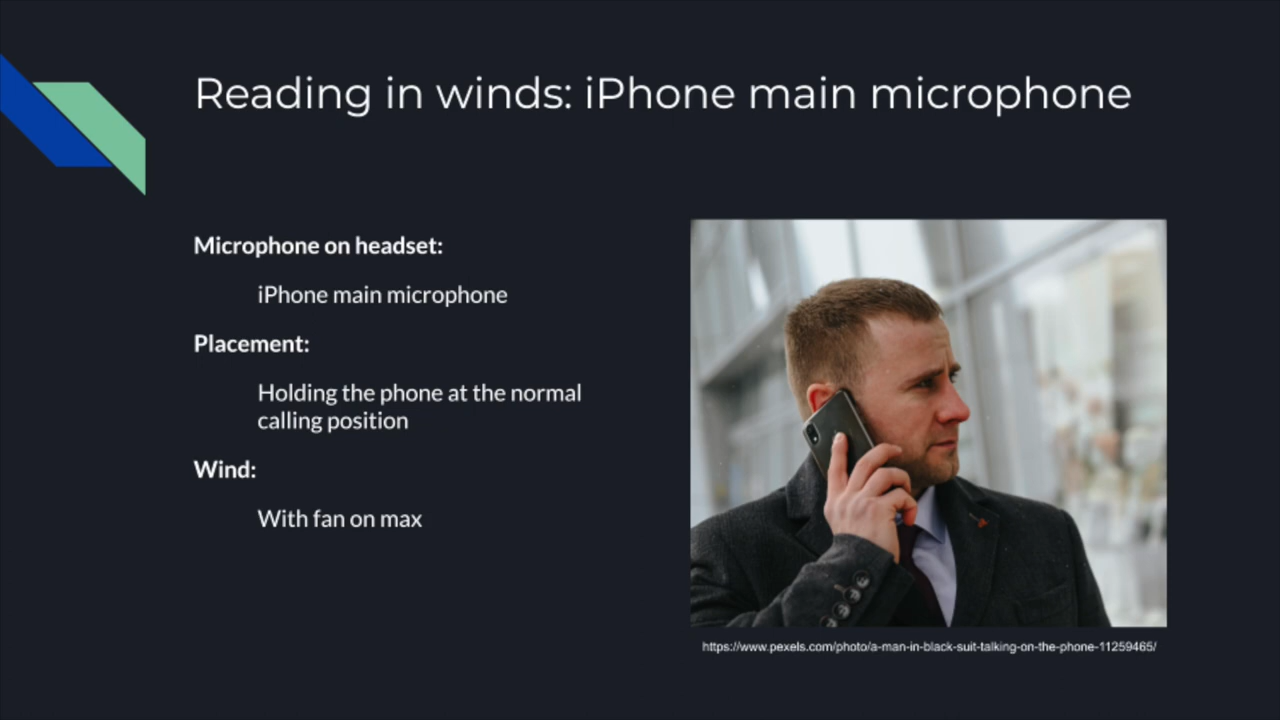 Reading in winds: iPhone main microphone
Microphone on headset:
iPhone main microphone
Placement:
Holding the phone at the normal
calling position
Wind:
With fan on max
https://www.pexels.com/photo/a-man-in-black-suit-talking-on-the-phone-11259465/